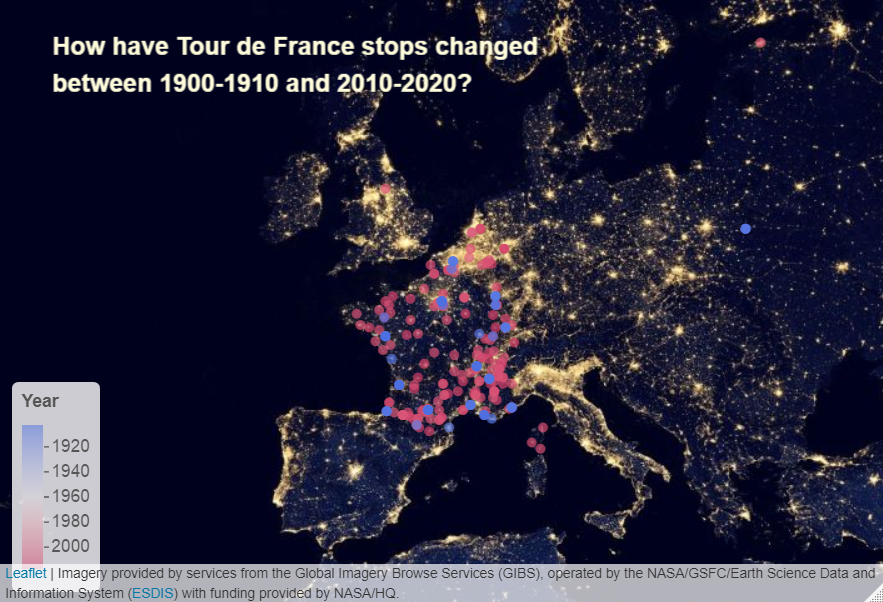 How have Tour de France stops changed
between 1900-1910 and 2010-2020?
Year
1920
1940
1960
1980
2000
Leaflet | Imagery provided by services from the Global Imagery Browse Services (GIBS), operated by the NASA/GSFC/Earth Science Data and
Information System (ESDIS) with funding provided by NASA/HQ.